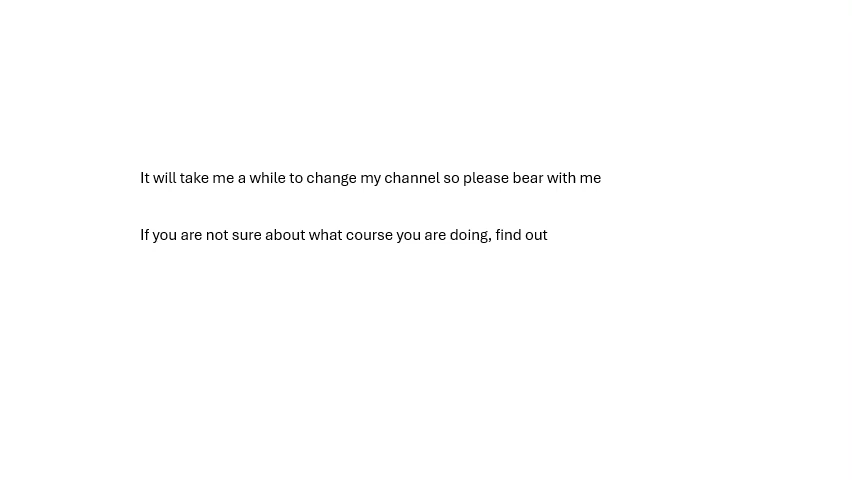 It will take me a while to change my channel so please bear with me
If you are not sure about what course you are doing, find out